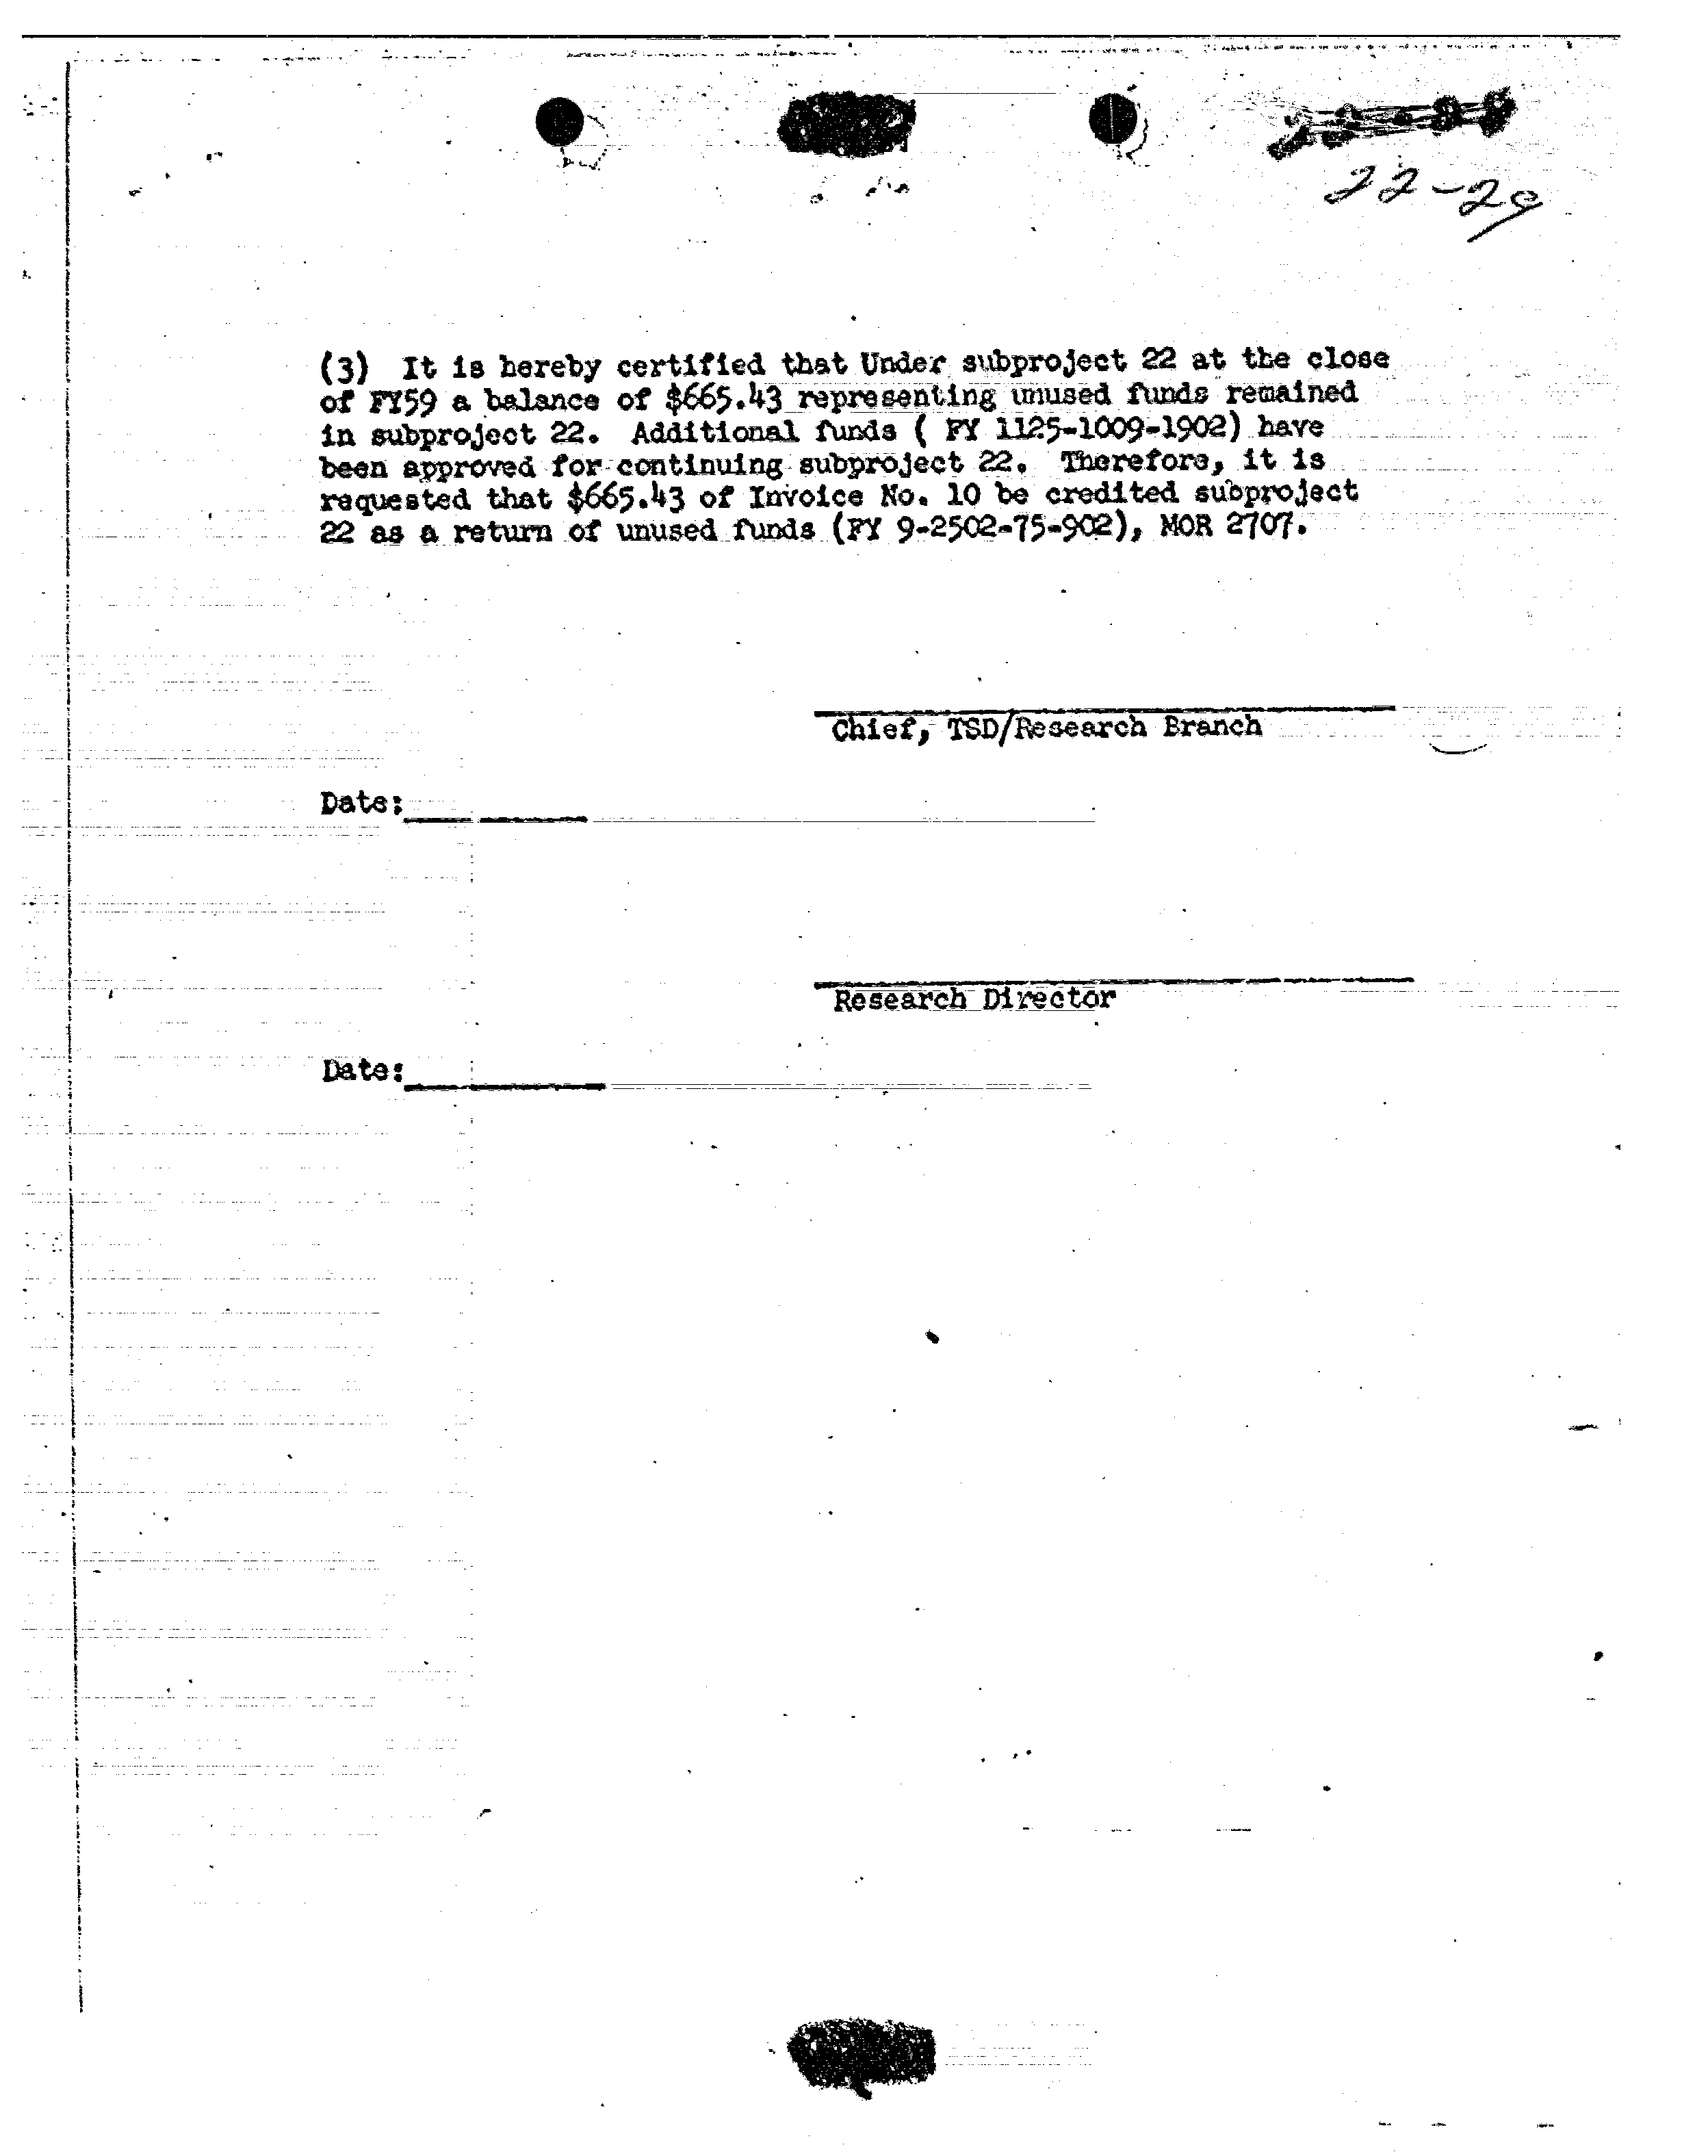 22-29
(3) It is hereby certified that Under subproject 22 at the close
of FY59 a balance of $665.43 representing unused funds remained
in subproject 22. Additional funds ( FY 1125-1009-1902) have
been approved for continuing subproject 22. Therefore, it is
requested that $665.43 of Invoice No. 10 be credited subproject
22 as a return of unused funds (FY 9-2502-75-902), MOR 2707.
Chief, TSD/Research Branch
Date:
Research Director
Date: